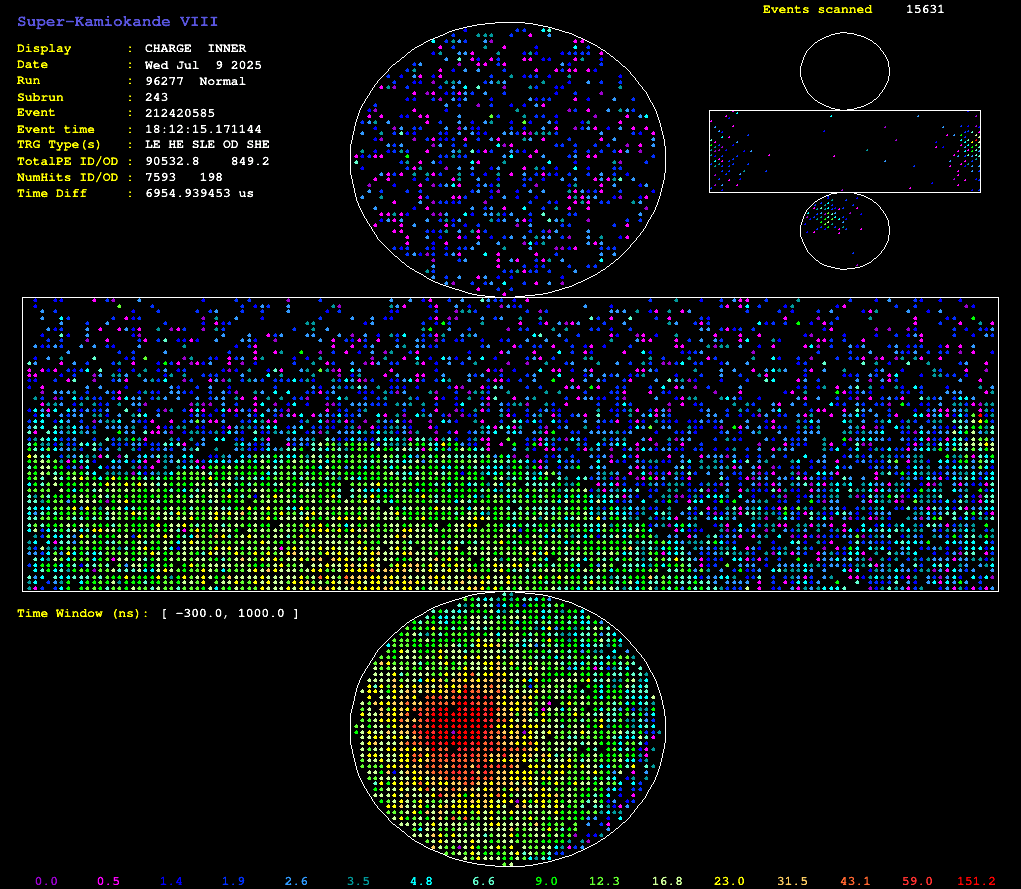 Super-Kamiokande VIII
Events scanned 15631
Display : CHARGE INNER
Date : Wed Jul 9 2025
Run : 96277 Normal
Subrun : 243
Event : 212420585
Event time : 18:12:15.171144
TRG Type(s) : LE HE SLE OD SHE
TotalPE ID/OD : 90532.8 849.2
NumHits ID/OD : 7593 198
Time Diff : 6954.939453 us
Time Window (ns): [ -300.0, 1000.0 ]
0.0 0.5 1.4 1.9 2.6 3.5 4.8 6.6 9.0 12.3 16.8 23.0 31.5 43.1 59.0 151.2